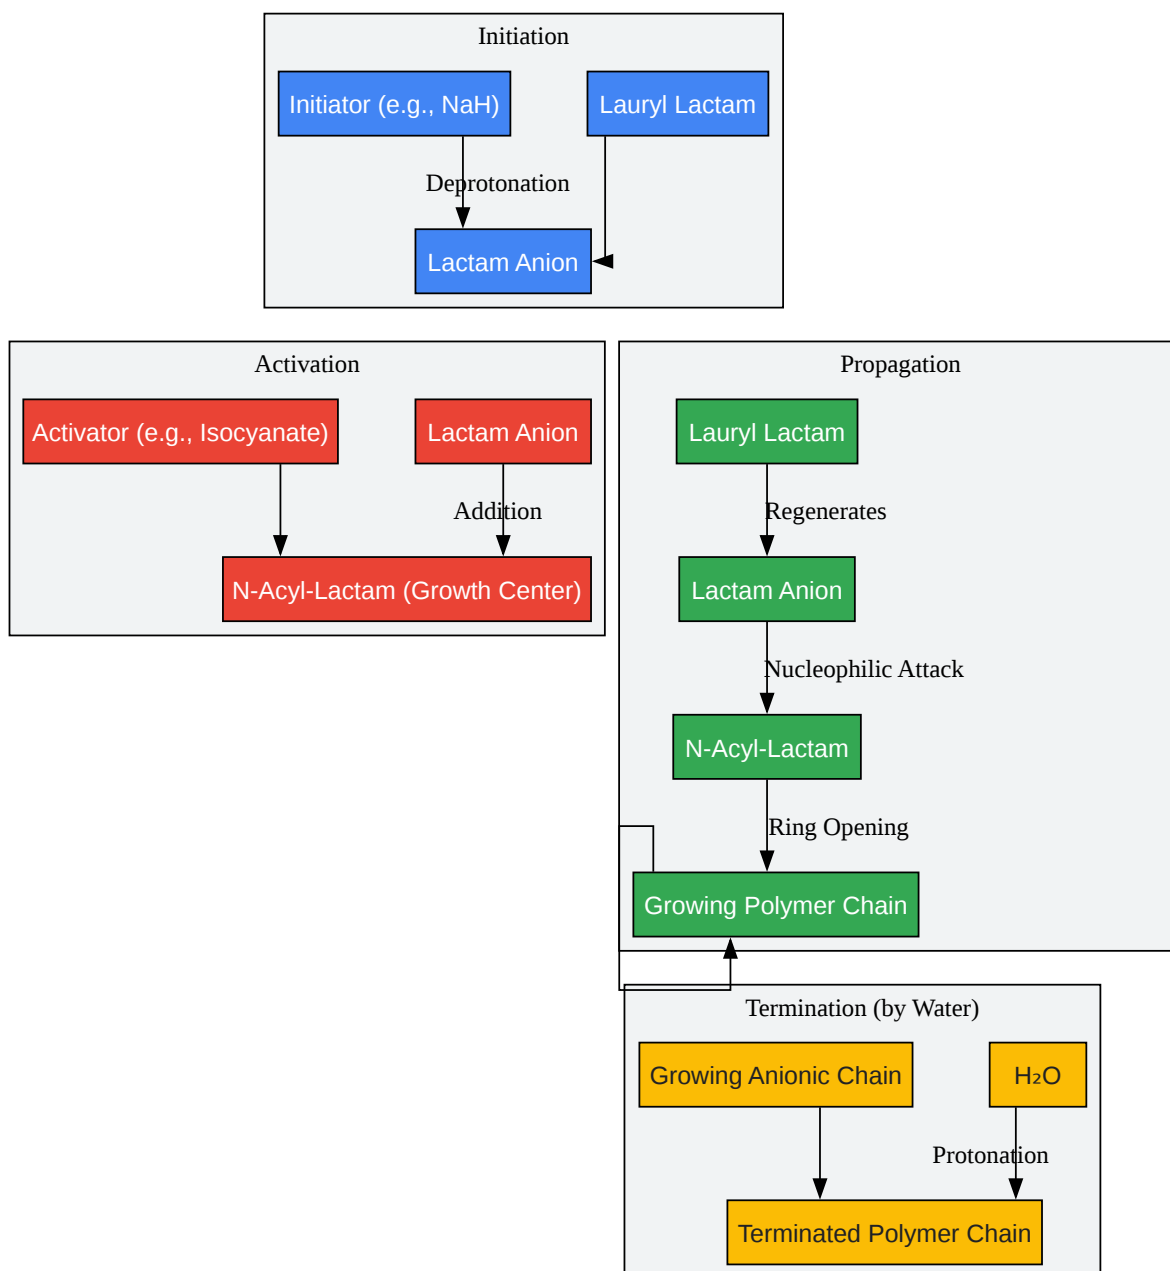 Initiation
Initiator (e.g., NaH)
Lauryl Lactam
Deprotonation
Lactam Anion
Activation
Activator (e.g., Isocyanate)
Lactam Anion
Addition
N-Acyl-Lactam (Growth Center)
Propagation
Lauryl Lactam
Regenerates
Lactam Anion
Nucleophilic Attack
N-Acyl-Lactam
Ring Opening
Growing Polymer Chain
Termination (by Water)
Growing Anionic Chain
H₂O
Protonation
Terminated Polymer Chain